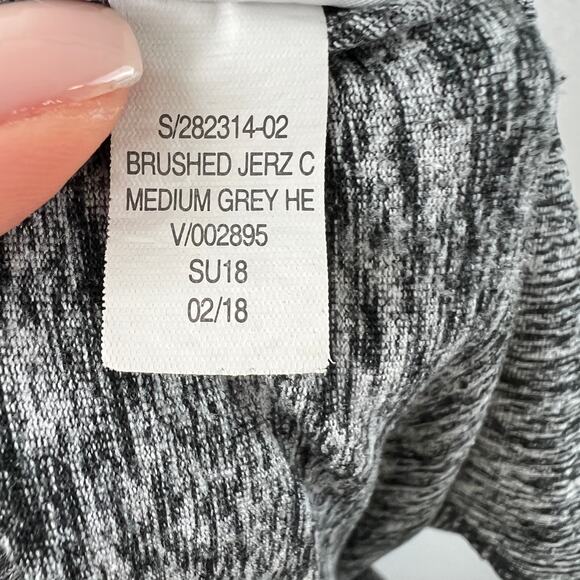 S/282314-02
BRUSHED JERZ C
MEDIUM GREY HE
V/002895
SU18
02/18